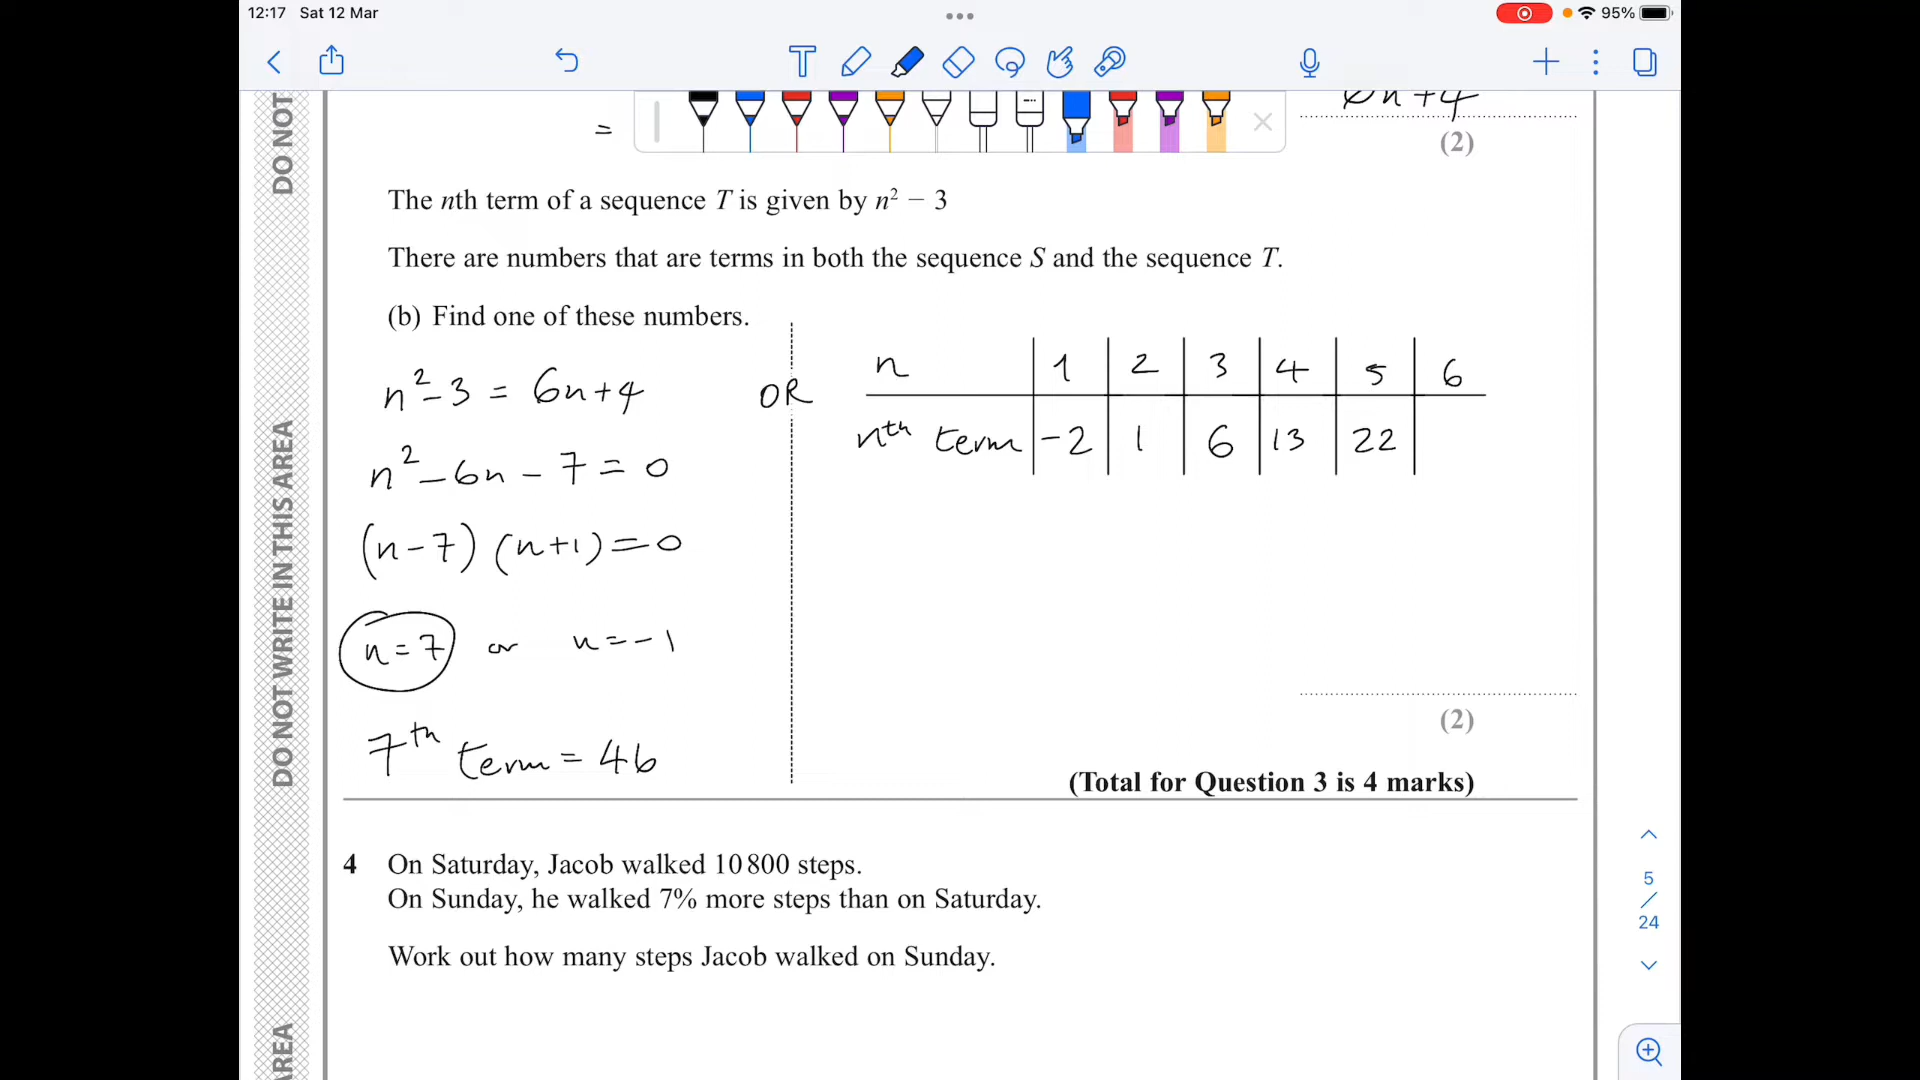 12:17 Sat 12 Mar
95%
DO NOT
=
6n+4
(2)
The nth term of a sequence T is given by n² − 3
There are numbers that are terms in both the sequence S and the sequence T.
(b) Find one of these numbers.
n²-3 = 6n+4
n²-6n-7=0
(n-7)(n+1)=0
n=7 or n=-1
7th term = 46
OR
n 1 2 3 4 5 6
nth term -2 1 6 13 22
DO NOT WRITE IN THIS AREA
(2)
(Total for Question 3 is 4 marks)
4 On Saturday, Jacob walked 10 800 steps.
On Sunday, he walked 7% more steps than on Saturday.
Work out how many steps Jacob walked on Sunday.
5
/
24
AREA